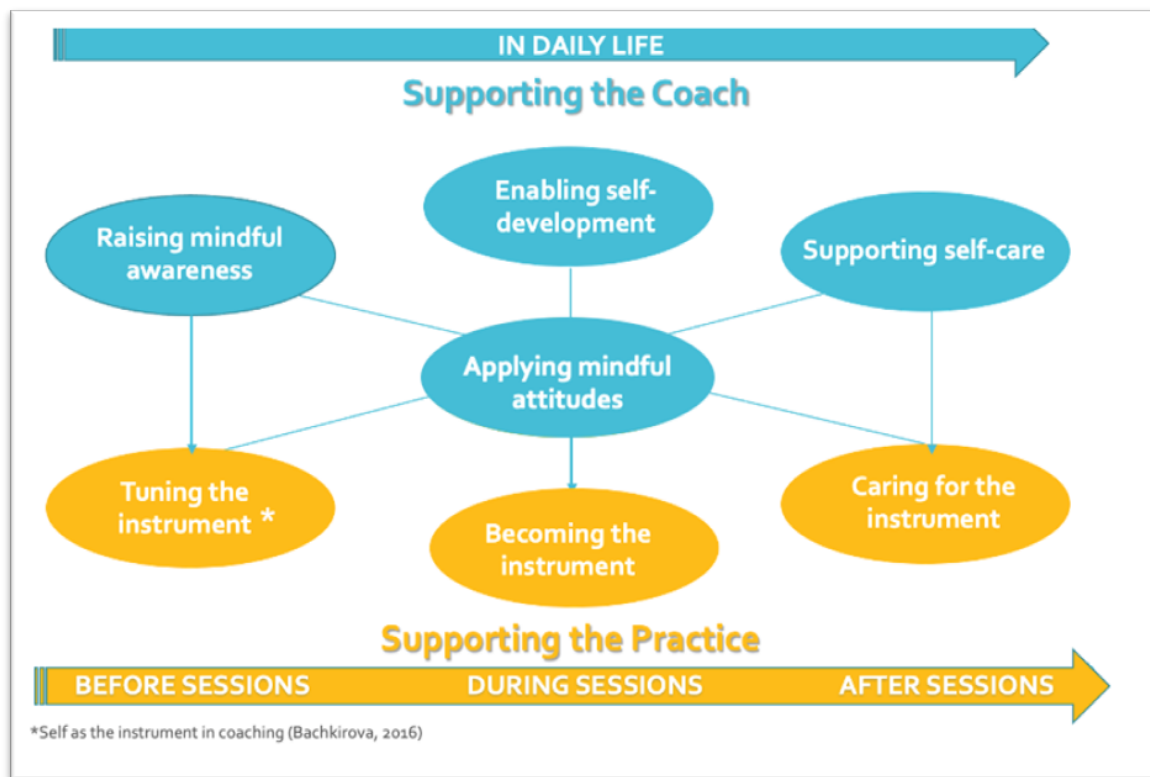 IN DAILY LIFE
Supporting the Coach
Enabling self-
development
Raising mindful
awareness
Supporting self-care
Applying mindful
attitudes
Tuning the
instrument *
Becoming the
instrument
Caring for the
instrument
Supporting the Practice
BEFORE SESSIONS DURING SESSIONS AFTER SESSIONS
*Self as the instrument in coaching (Bachkirova, 2016)